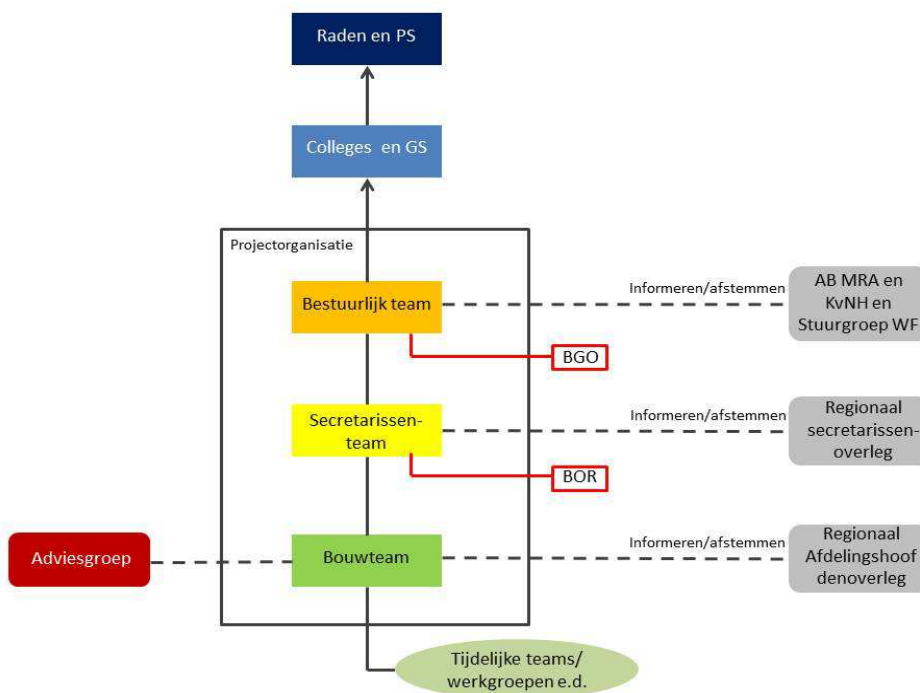 Raden en PS
Colleges en GS
Projectorganisatie
Bestuurlijk team
Informeren/afstemmen
AB MRA en
KvNH en
Stuurgroep WF
BGO
Secretarissen-
team
Informeren/afstemmen
Regionaal
secretarissen-
overleg
BOR
Adviesgroep
Bouwteam
Informeren/afstemmen
Regionaal
Afdelingshoof
denoverleg
Tijdelijke teams/
werkgroepen e.d.